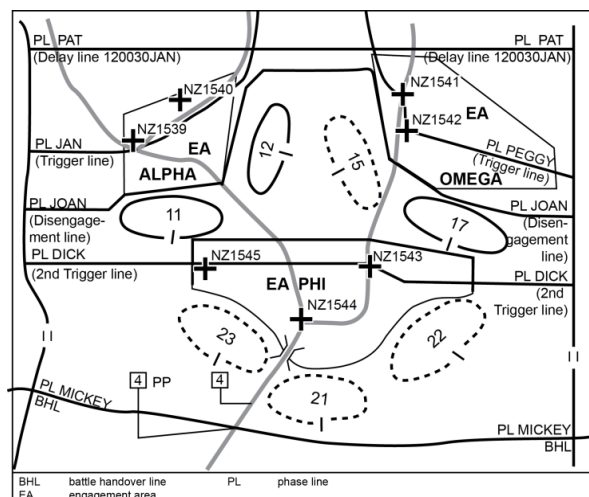 PL PAT
(Delay line 120030JAN)
PL PAT
(Delay line 120030JAN)
NZ1540
NZ1541
NZ1539
EA
ALPHA
NZ1542
EA
OMEGA
PL JAN
(Trigger line)
PL PEGGY
(Trigger line)
12
15
PL JOAN
(Disengage-
ment line)
11
17
PL JOAN
(Disen-
gagement
line)
PL DICK
(2nd Trigger line)
NZ1545
NZ1543
EA PHI
NZ1544
PL DICK
(2nd
Trigger line)
23
22
21
4 PP
4
PL MICKEY
BHL
PL MICKEY
BHL
BHL battle handover line PL phase line
EA engagement area